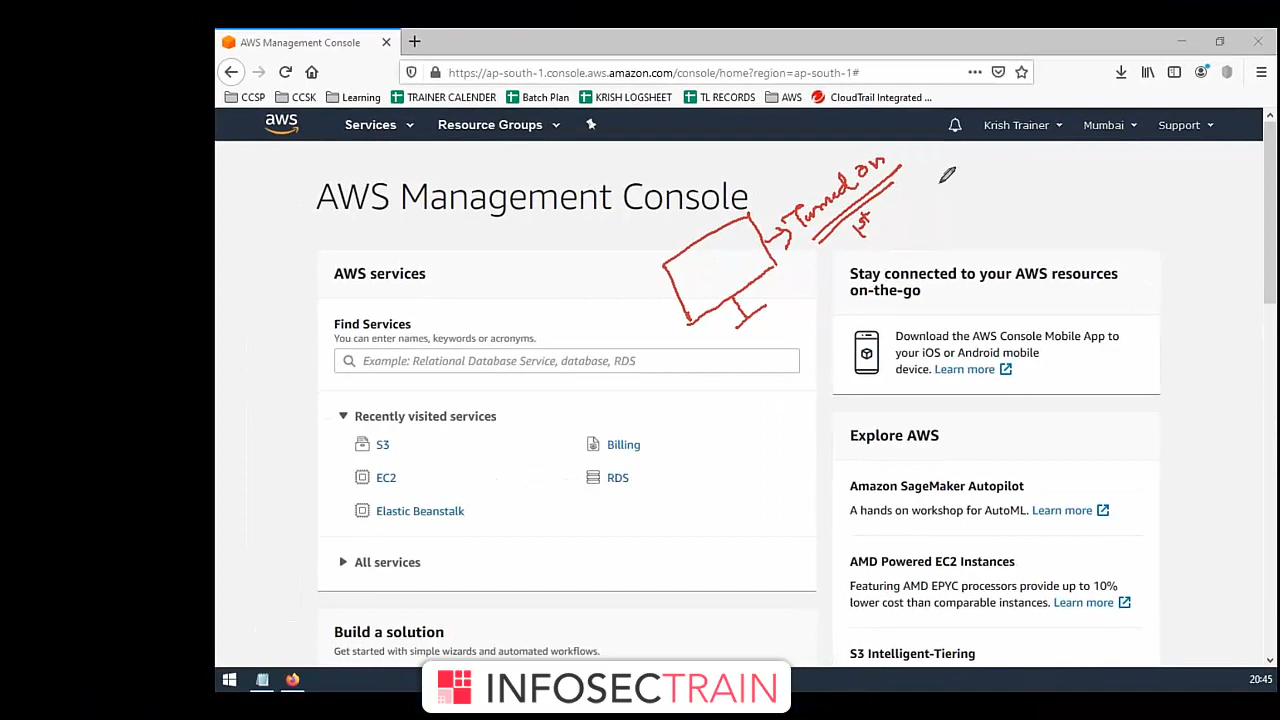 AWS Management Console
https://ap-south-1.console.aws.amazon.com/console/home?region=ap-south-1#
CCSP CCSK Learning TRAINER CALENDER Batch Plan KRISH LOGSHEET TL RECORDS AWS CloudTrail Integrated ...
aws Services Resource Groups Krish Trainer Mumbai Support
AWS Management Console
Turned on
1st
AWS services
Find Services
You can enter names, keywords or acronyms.
Example: Relational Database Service, database, RDS
Recently visited services
S3 Billing
EC2 RDS
Elastic Beanstalk
All services
Build a solution
Get started with simple wizards and automated workflows.
Stay connected to your AWS resources
on-the-go
Download the AWS Console Mobile App to
your iOS or Android mobile
device. Learn more
Explore AWS
Amazon SageMaker Autopilot
A hands on workshop for AutoML. Learn more
AMD Powered EC2 Instances
Featuring AMD EPYC processors provide up to 10%
lower cost than comparable instances. Learn more
S3 Intelligent-Tiering
20:45
INFOSECTRAIN